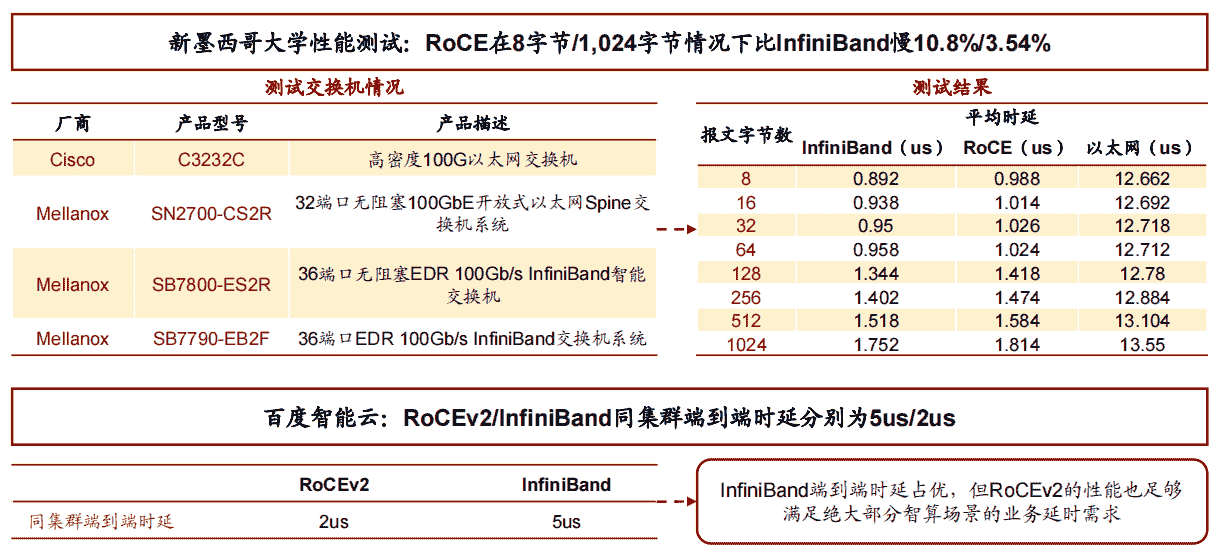 新墨西哥大学性能测试：RoCE在8字节/1,024字节情况下比InfiniBand慢10.8%/3.54%
测试交换机情况
厂商 产品型号 产品描述
Cisco C3232C 高密度100G以太网交换机
Mellanox SN2700-CS2R 32端口无阻塞100GbE开放式以太网Spine交
换机系统
Mellanox SB7800-ES2R 36端口无阻塞EDR 100Gb/s InfiniBand智能
交换机
Mellanox SB7790-EB2F 36端口EDR 100Gb/s InfiniBand交换机系统
测试结果
报文字节数 平均时延
InfiniBand（us） RoCE（us） 以太网（us）
8 0.892 0.988 12.662
16 0.938 1.014 12.692
32 0.95 1.026 12.718
64 0.958 1.024 12.712
128 1.344 1.418 12.78
256 1.402 1.474 12.884
512 1.518 1.584 13.104
1024 1.752 1.814 13.55
百度智能云：RoCEv2/InfiniBand同集群端到端时延分别为5us/2us
RoCEv2 InfiniBand
同集群端到端时延 2us 5us
InfiniBand端到端时延占优，但RoCEv2的性能也足够
满足绝大部分智算场景的业务延时需求